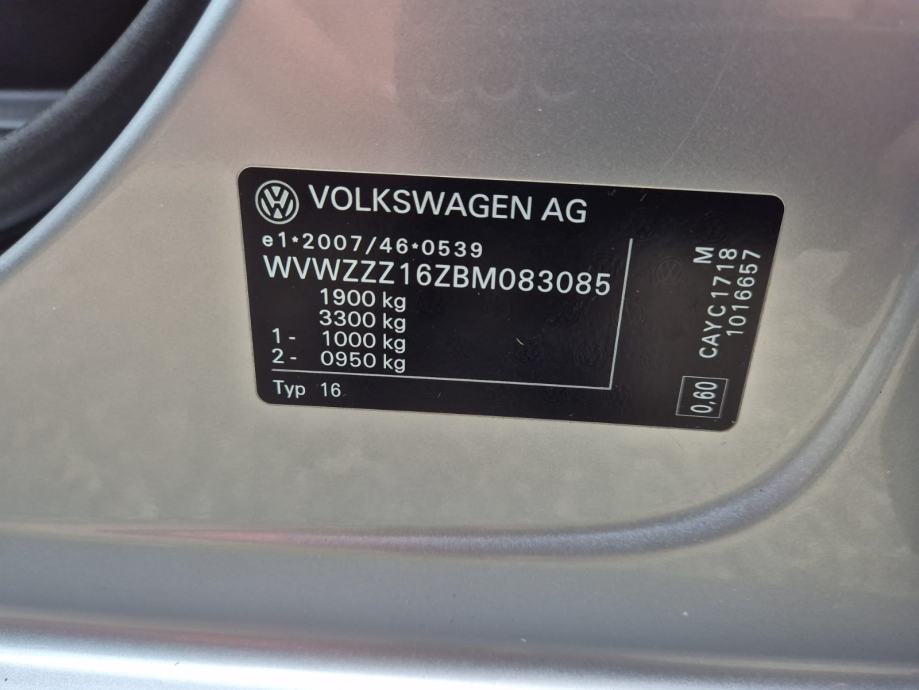 VOLKSWAGEN AG
e1*2007/46*0539
WVWZZZ16ZBM083085
1900 kg
3300 kg
1 - 1000 kg
2 - 0950 kg
Typ 16
M
CAYC1718
1016657
0,60